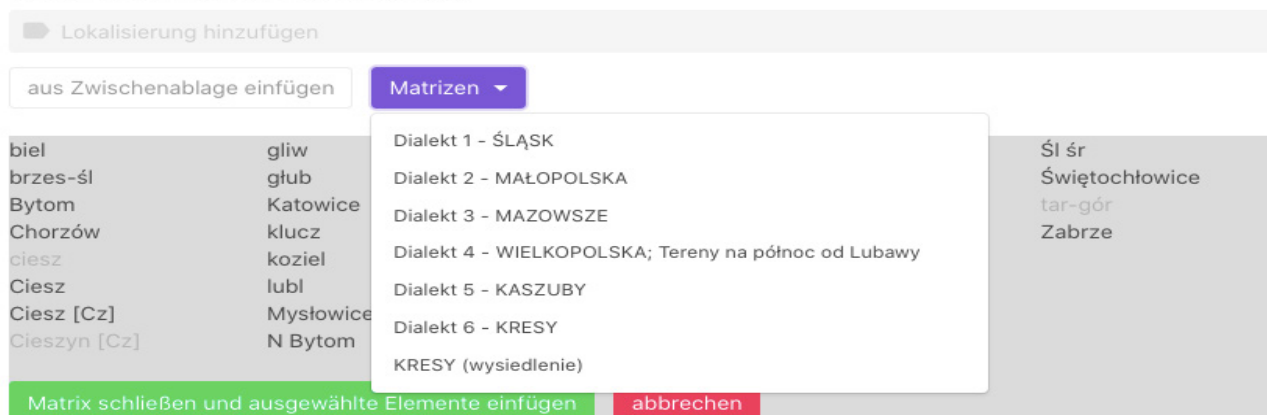 Lokalisierung hinzufügen
aus Zwischenablage einfügen
Matrizen
Dialekt 1 - ŚLĄSK
Dialekt 2 - MAŁOPOLSKA
Dialekt 3 - MAZOWSZE
Dialekt 4 - WIELKOPOLSKA; Tereny na północ od Lubawy
Dialekt 5 - KASZUBY
Dialekt 6 - KRESY
KRESY (wysiedlenie)
biel
brzes-śl
Bytom
Chorzów
ciesz
Ciesz
Ciesz [Cz]
Cieszyn [Cz]
gliw
głub
Katowice
klucz
koziel
lubl
Mysłowice
N Bytom
Śl śr
Świętochłowice
tar-gór
Zabrze
Matrix schließen und ausgewählte Elemente einfügen
abbrechen